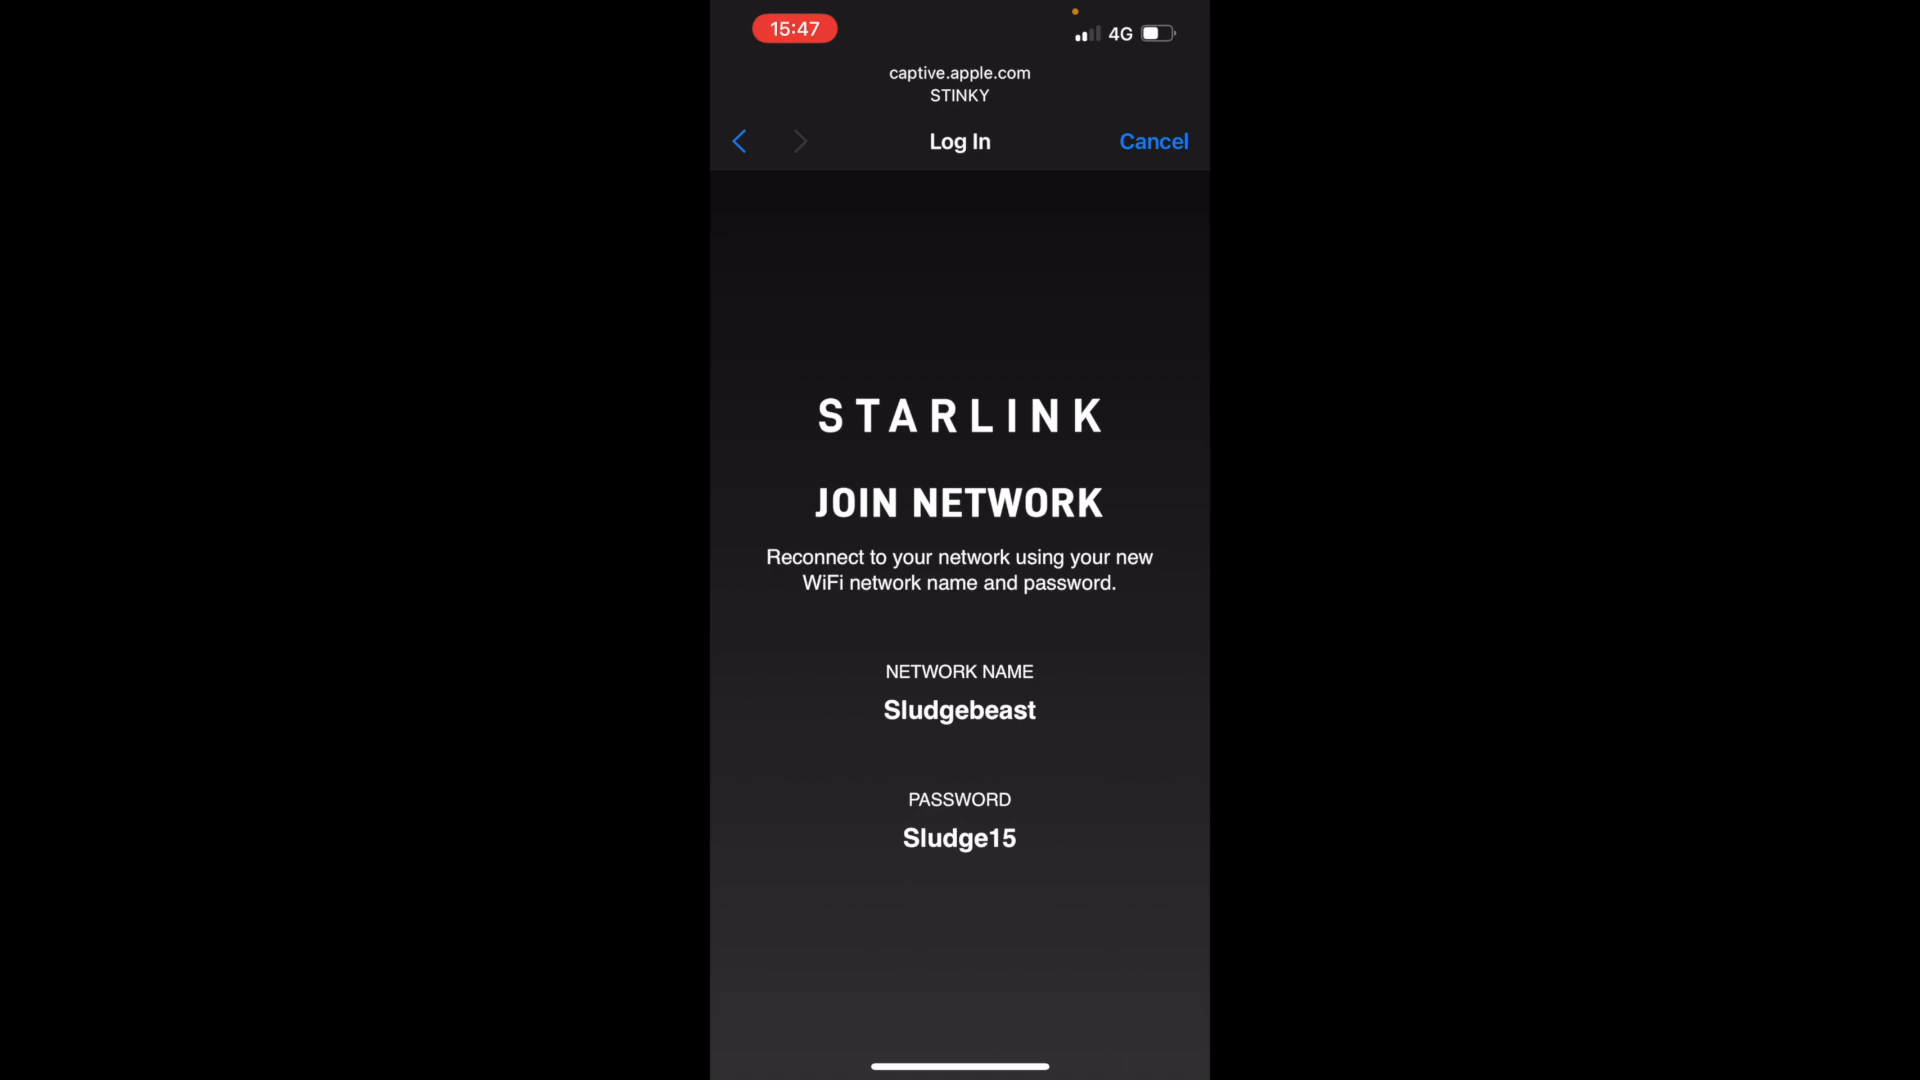 15:47
4G
captive.apple.com
STINKY
Log In
Cancel
STARLINK
JOIN NETWORK
Reconnect to your network using your new
WiFi network name and password.
NETWORK NAME
Sludgebeast
PASSWORD
Sludge15